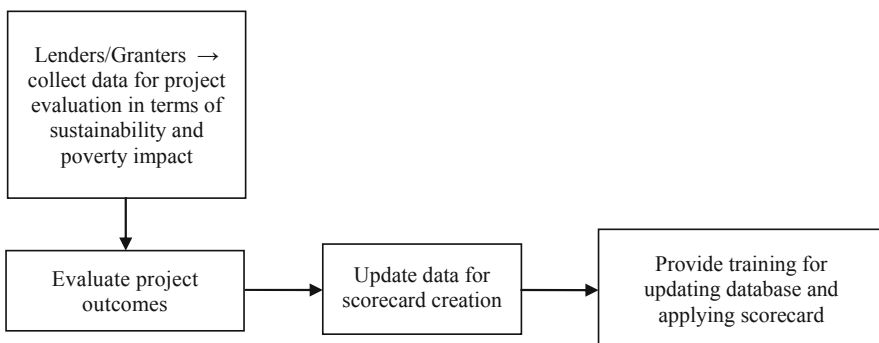 Lenders/Granters →
collect data for project
evaluation in terms of
sustainability and
poverty impact
Evaluate project
outcomes
Update data for
scorecard creation
Provide training for
updating database and
applying scorecard